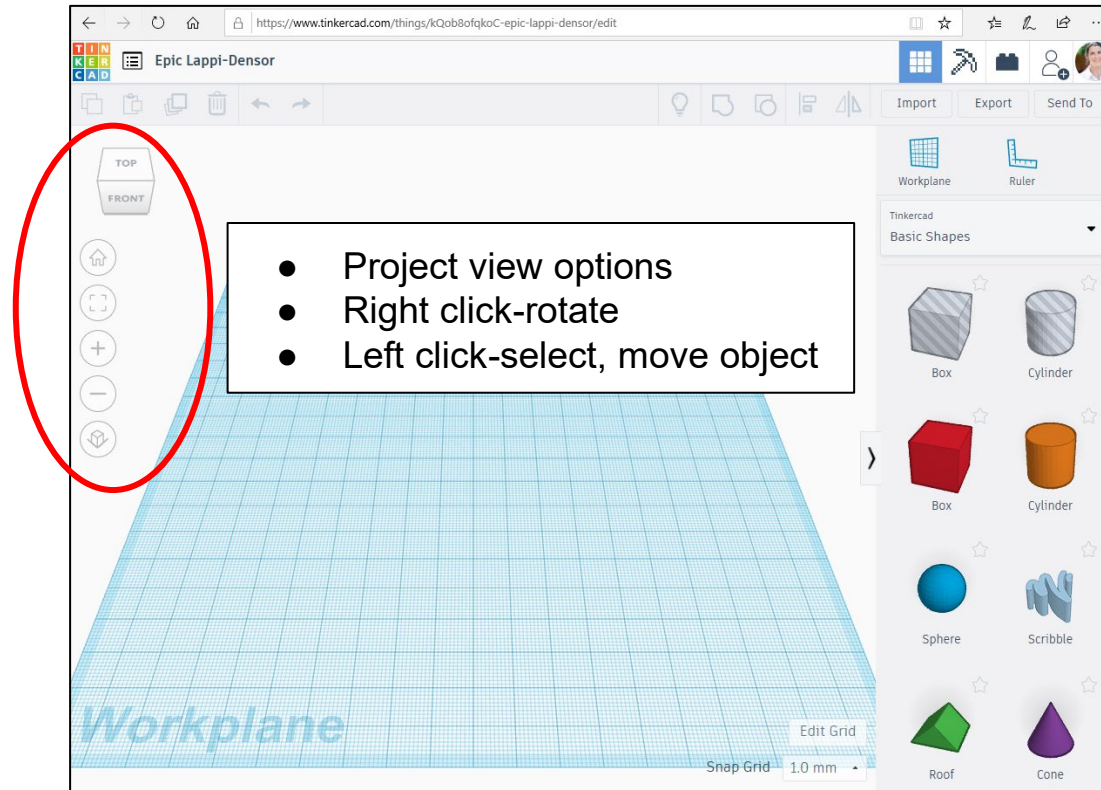 https://www.tinkercad.com/things/kQob8ofqkoC-epic-lappi-densor/edit
TIN
KER
CAD
Epic Lappi-Densor
Import Export Send To
TOP
FRONT
Workplane Ruler
Tinkercad
Basic Shapes
● Project view options
● Right click-rotate
● Left click-select, move object
Box Cylinder
Box Cylinder
Sphere Scribble
Roof Cone
Workplane
Edit Grid
Snap Grid 1.0 mm